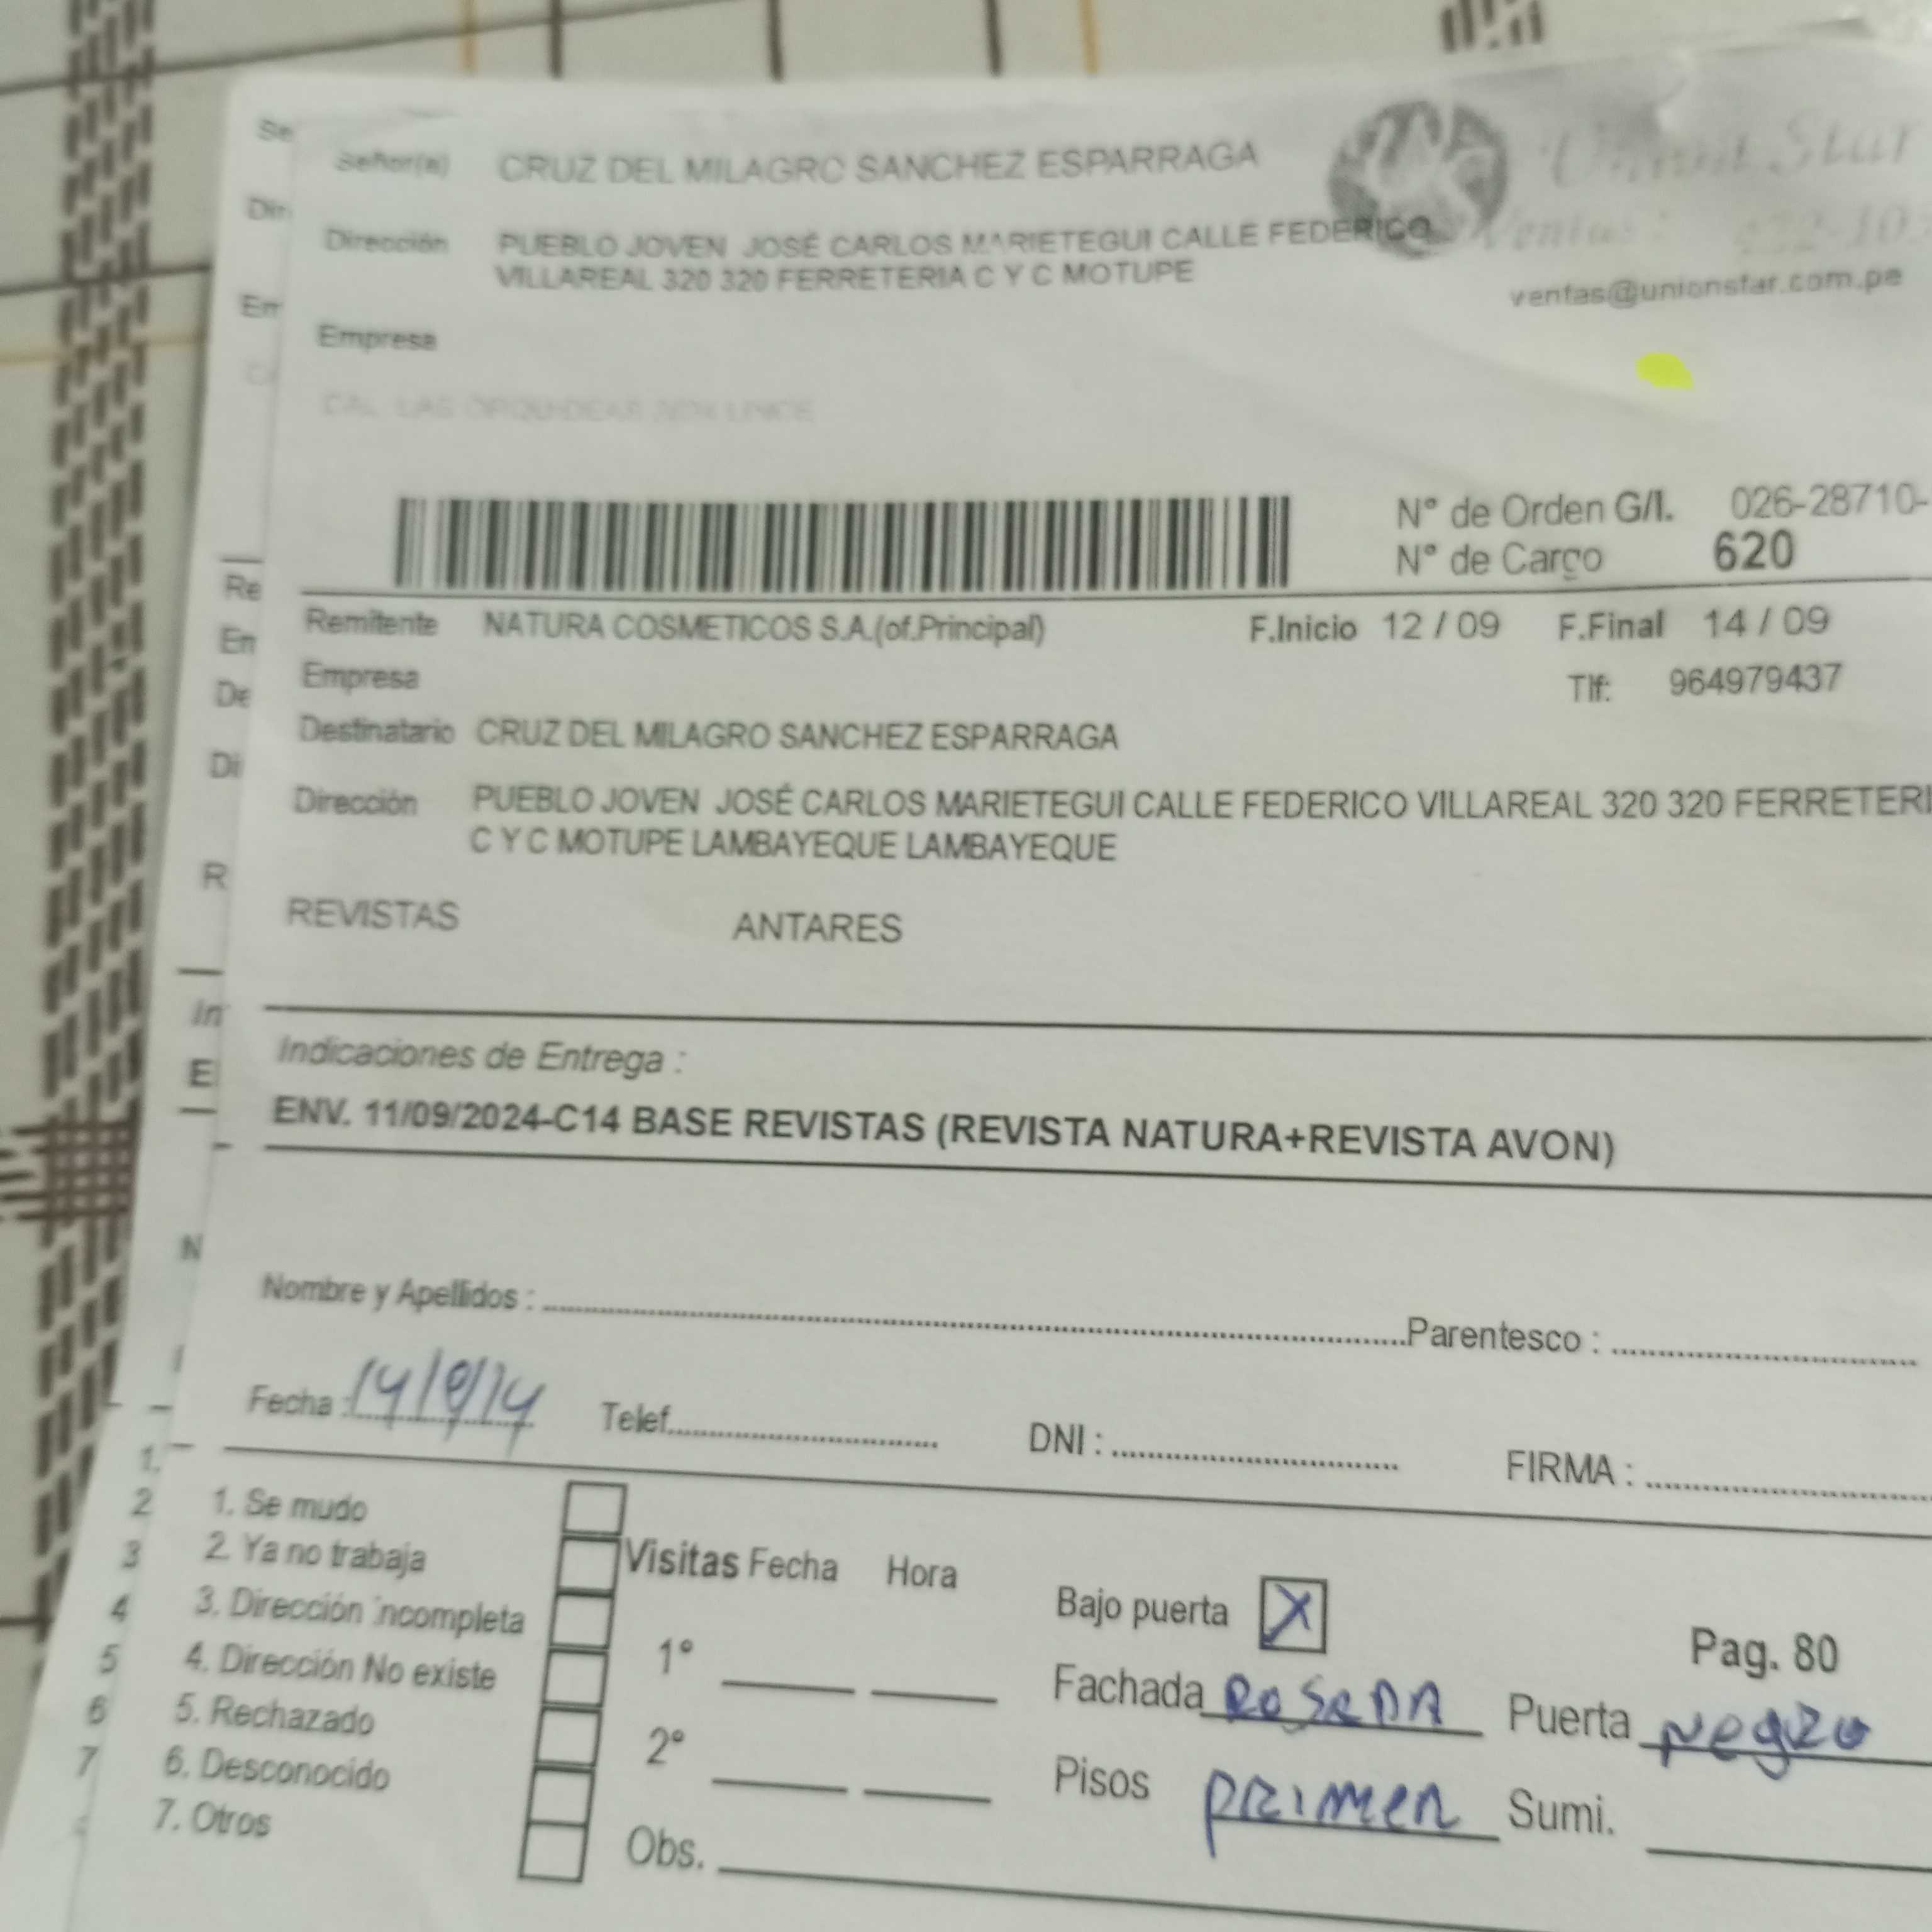 Señor(a) CRUZ DEL MILAGRO SANCHEZ ESPARRAGA
Union Star
Dirección PUEBLO JOVEN JOSÉ CARLOS MARIETEGUI CALLE FEDERICO
VILLAREAL 320 320 FERRETERIA C Y C MOTUPE
Ventas :
ventas@unionstar.com.pe
Empresa
N° de Orden G/I. 026-28710-
N° de Cargo 620
Remitente NATURA COSMETICOS S.A.(of.Principal) F.Inicio 12 / 09 F.Final 14 / 09
Empresa Tlf: 964979437
Destinatario CRUZ DEL MILAGRO SANCHEZ ESPARRAGA
Dirección PUEBLO JOVEN JOSÉ CARLOS MARIETEGUI CALLE FEDERICO VILLAREAL 320 320 FERRETERI
C Y C MOTUPE LAMBAYEQUE LAMBAYEQUE
REVISTAS ANTARES
Indicaciones de Entrega :
ENV. 11/09/2024-C14 BASE REVISTAS (REVISTA NATURA+REVISTA AVON)
Nombre y Apellidos : Parentesco :
Fecha : Telef. DNI : FIRMA :
1. Se mudo
2. Ya no trabaja
3. Dirección incompleta
4. Dirección No existe
5. Rechazado
6. Desconocido
7. Otros
Visitas Fecha Hora
1°
2°
Obs.
Bajo puerta X
Pag. 80
Fachada ROSADA Puerta Negro
Pisos primer Sumi.